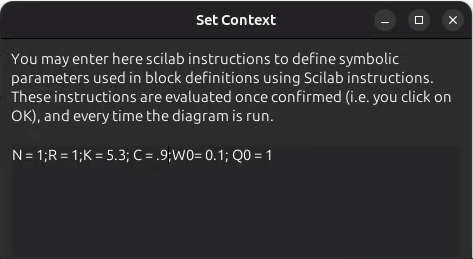 Set Context
You may enter here scilab instructions to define symbolic
parameters used in block definitions using Scilab instructions.
These instructions are evaluated once confirmed (i.e. you click on
OK), and every time the diagram is run.
N = 1;R = 1;K = 5.3; C = .9;W0= 0.1; Q0 = 1